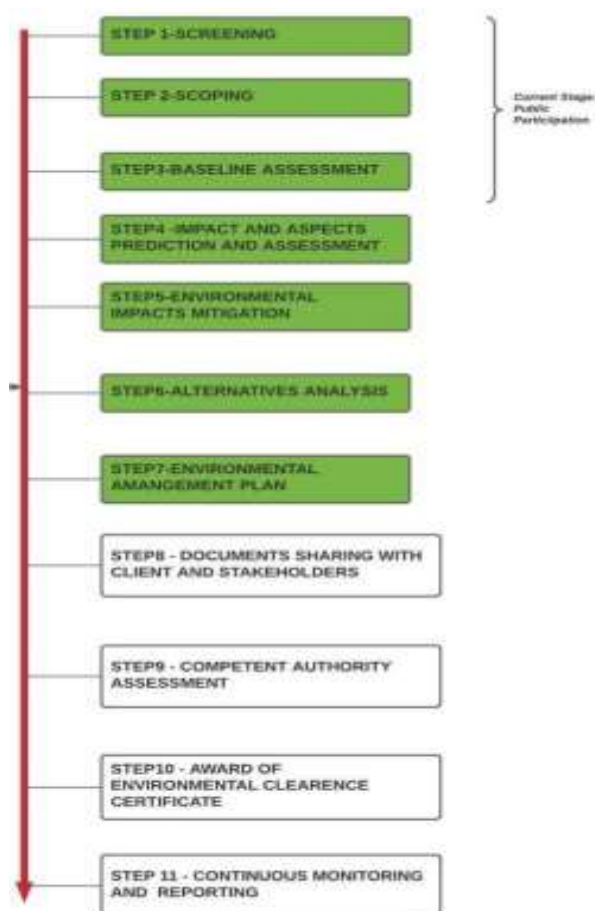 STEP 1-SCREENING
Current Stage
Public
Participation
STEP 2-SCOPING
STEP3-BASELINE ASSESSMENT
STEP4 -IMPACT AND ASPECTS
PREDICTION AND ASSESSMENT
STEP5-ENVIRONMENTAL
IMPACTS MITIGATION
STEP6-ALTERNATIVES ANALYSIS
STEP7-ENVIRONMENTAL
AMANGEMENT PLAN
STEP8 - DOCUMENTS SHARING WITH
CLIENT AND STAKEHOLDERS
STEP9 - COMPETENT AUTHORITY
ASSESSMENT
STEP10 - AWARD OF
ENVIRONMENTAL CLEARENCE
CERTIFICATE
STEP 11 - CONTINUOUS MONITORING
AND REPORTING